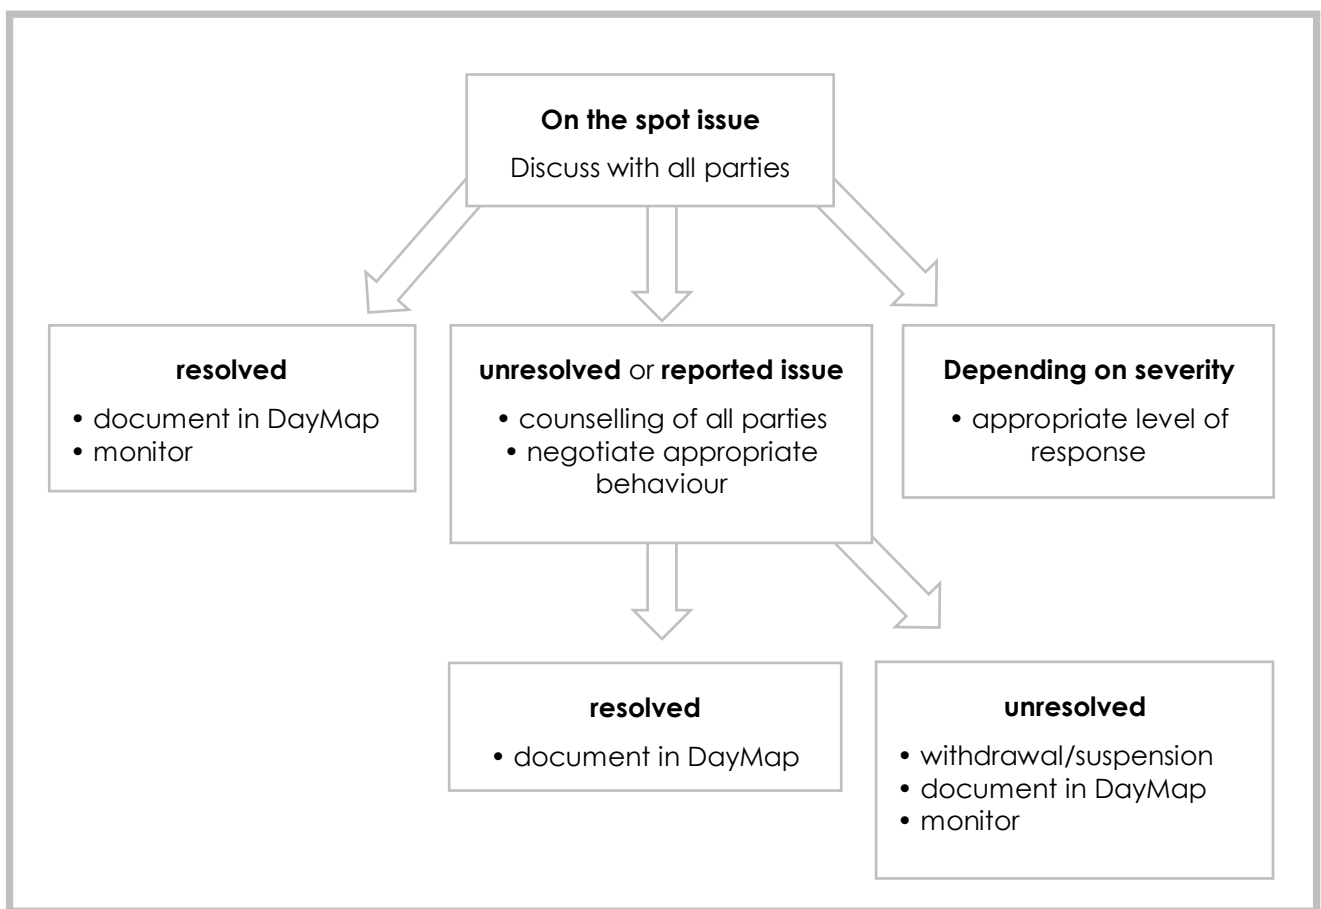 On the spot issue
Discuss with all parties
resolved
• document in DayMap
• monitor
unresolved or reported issue
• counselling of all parties
• negotiate appropriate
behaviour
Depending on severity
• appropriate level of
response
resolved
• document in DayMap
unresolved
• withdrawal/suspension
• document in DayMap
• monitor